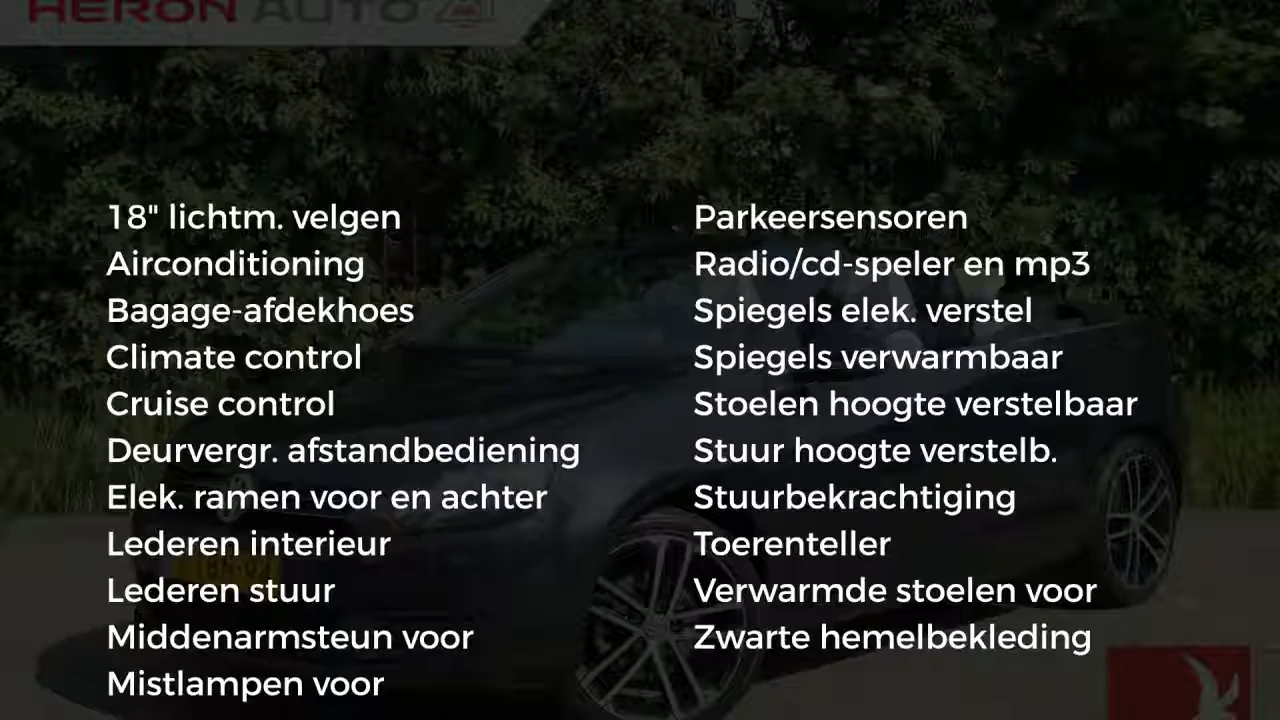 HERON AUTO
18" lichtm. velgen
Airconditioning
Bagage-afdekhoes
Climate control
Cruise control
Deurvergr. afstandbediening
Elek. ramen voor en achter
Lederen interieur
Lederen stuur
Middenarmsteun voor
Mistlampen voor
Parkeersensoren
Radio/cd-speler en mp3
Spiegels elek. verstel
Spiegels verwarmbaar
Stoelen hoogte verstelbaar
Stuur hoogte verstelb.
Stuurbekrachtiging
Toerenteller
Verwarmde stoelen voor
Zwarte hemelbekleding